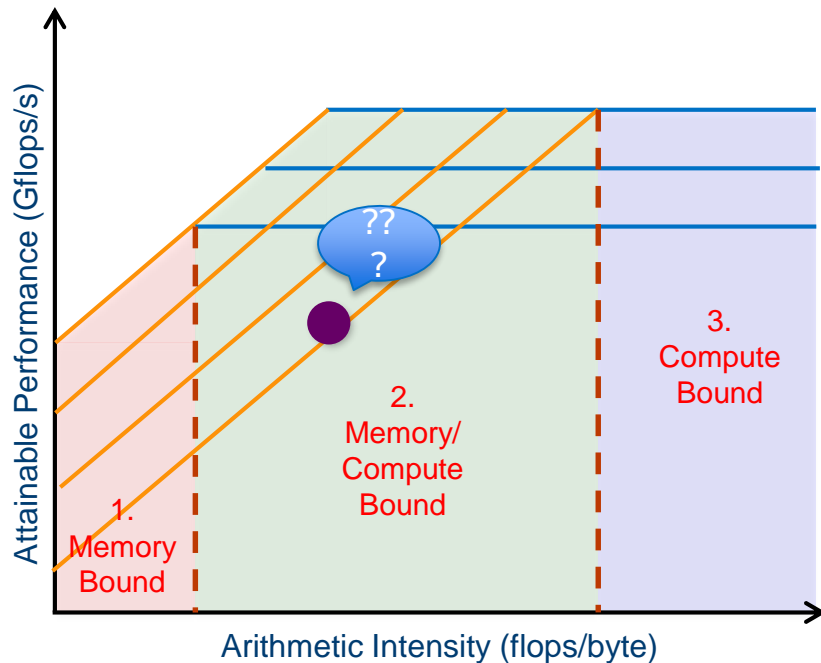 Attainable Performance (Gflops/s)
??
?
1.
Memory
Bound
2.
Memory/
Compute
Bound
3.
Compute
Bound
Arithmetic Intensity (flops/byte)